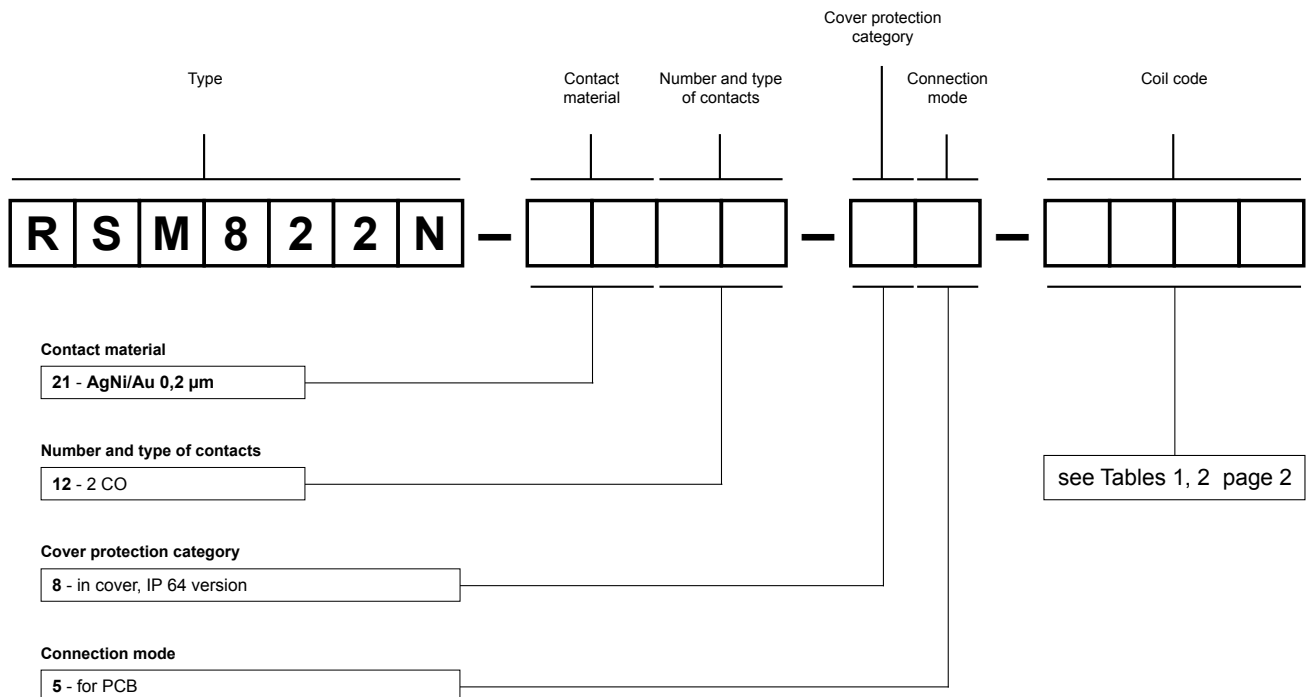 Cover protection
category
Type
Contact
material
Number and type
of contacts
Connection
mode
Coil code
R S M 8 2 2 N – – –
Contact material
21 - AgNi/Au 0,2 µm
Number and type of contacts
12 - 2 CO
see Tables 1, 2 page 2
Cover protection category
8 - in cover, IP 64 version
Connection mode
5 - for PCB